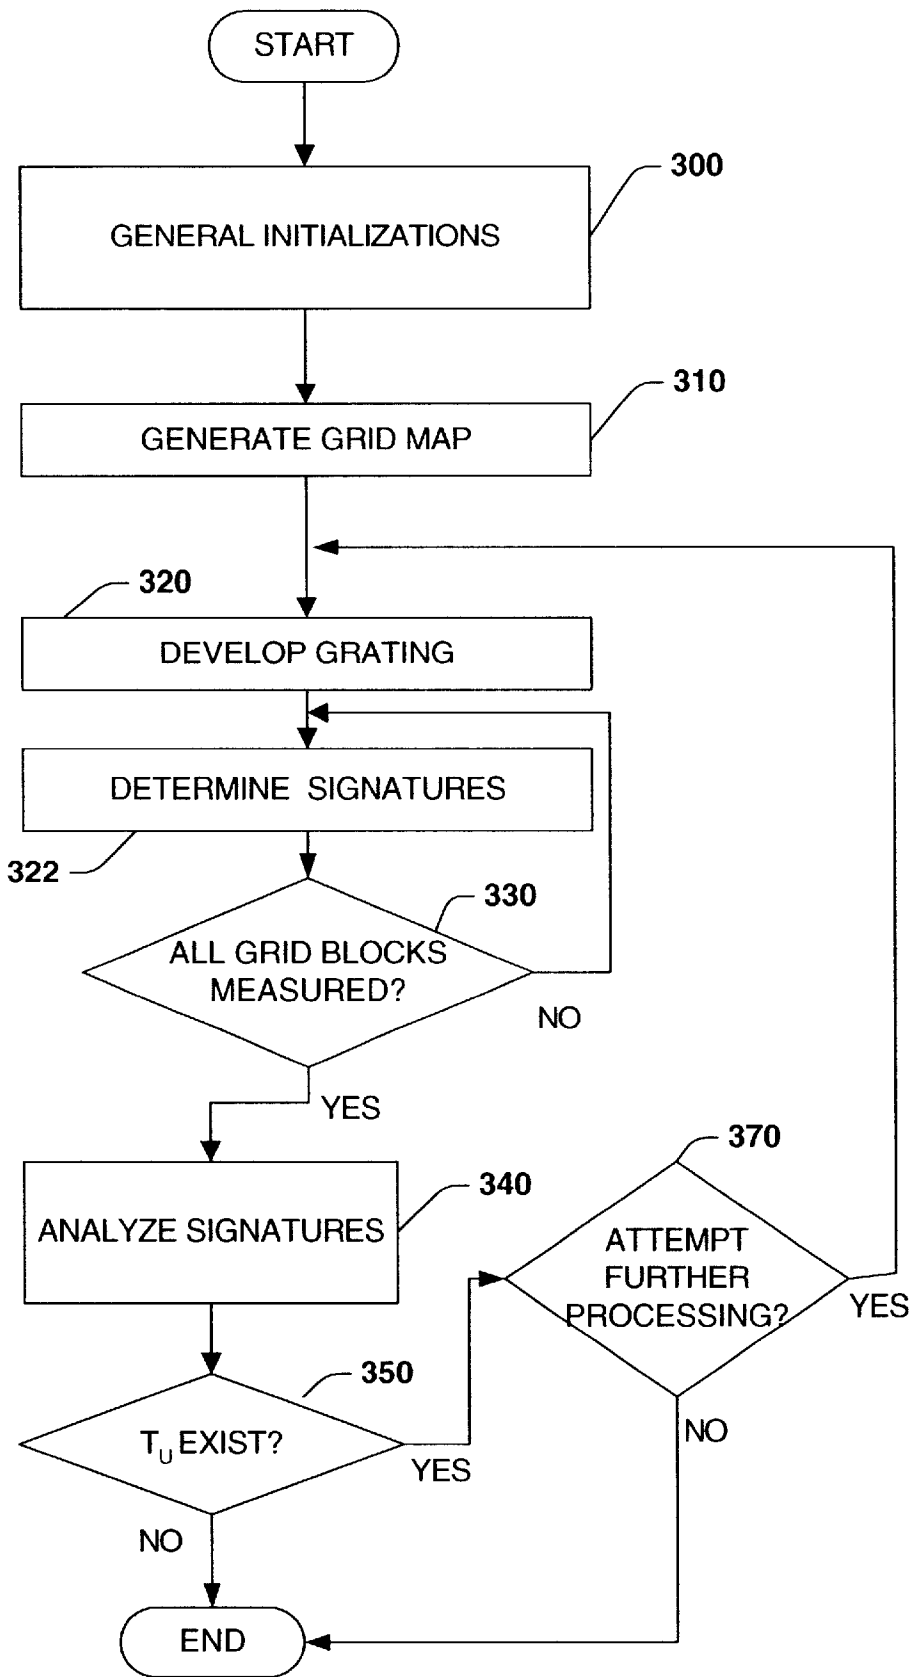 START
300
GENERAL INITIALIZATIONS
310
GENERATE GRID MAP
320
DEVELOP GRATING
DETERMINE SIGNATURES
322
330
ALL GRID BLOCKS
MEASURED?
NO
YES
370
340
ANALYZE SIGNATURES
ATTEMPT
FURTHER
PROCESSING?
YES
350
TU EXIST?
YES
NO
NO
END